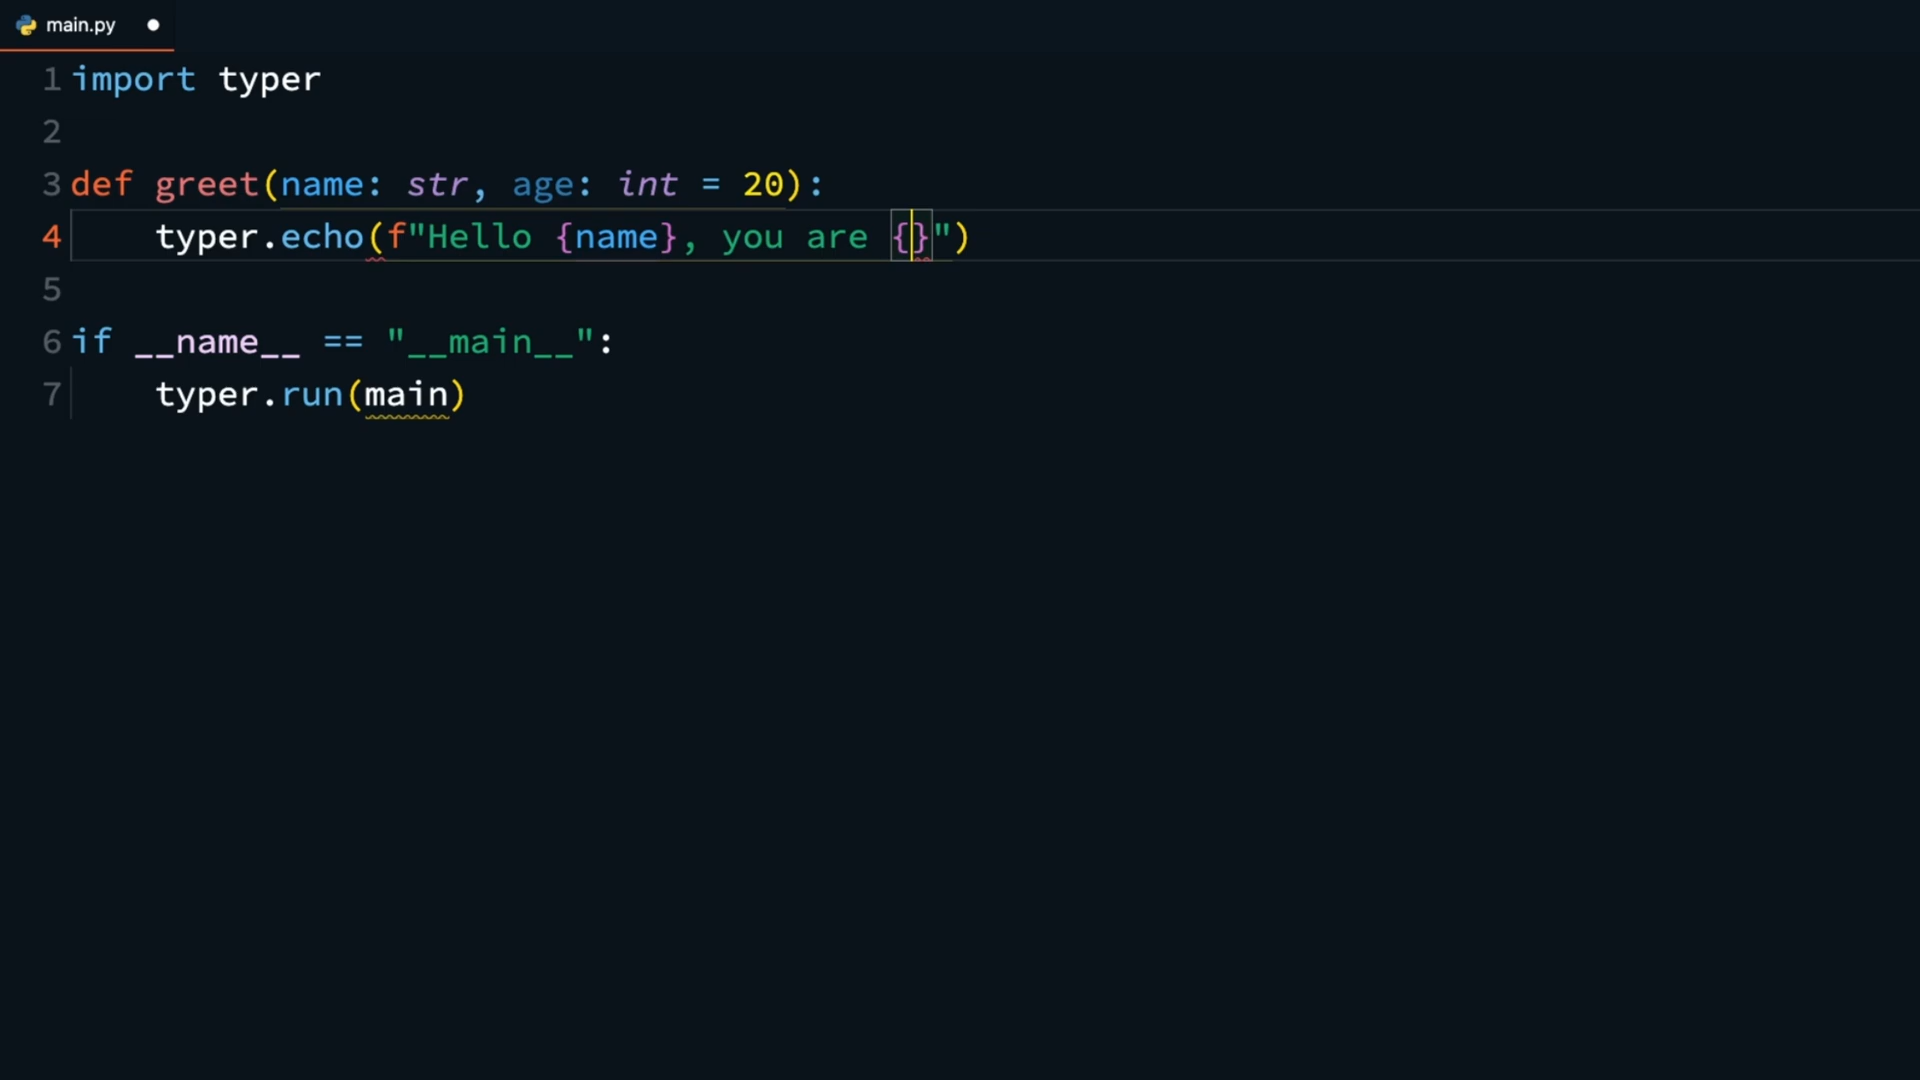 main.py
1 import typer
2
3 def greet(name: str, age: int = 20):
4     typer.echo(f"Hello {name}, you are {}")
5
6 if __name__ == "__main__":
7     typer.run(main)